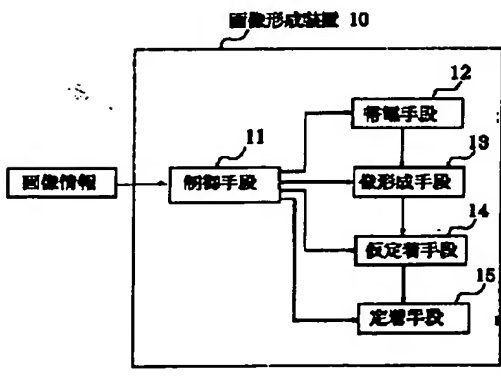 画像形成装置 10
12
帯電手段
11
13
画像情報
制御手段
像形成手段
14
仮定着手段
15
定着手段